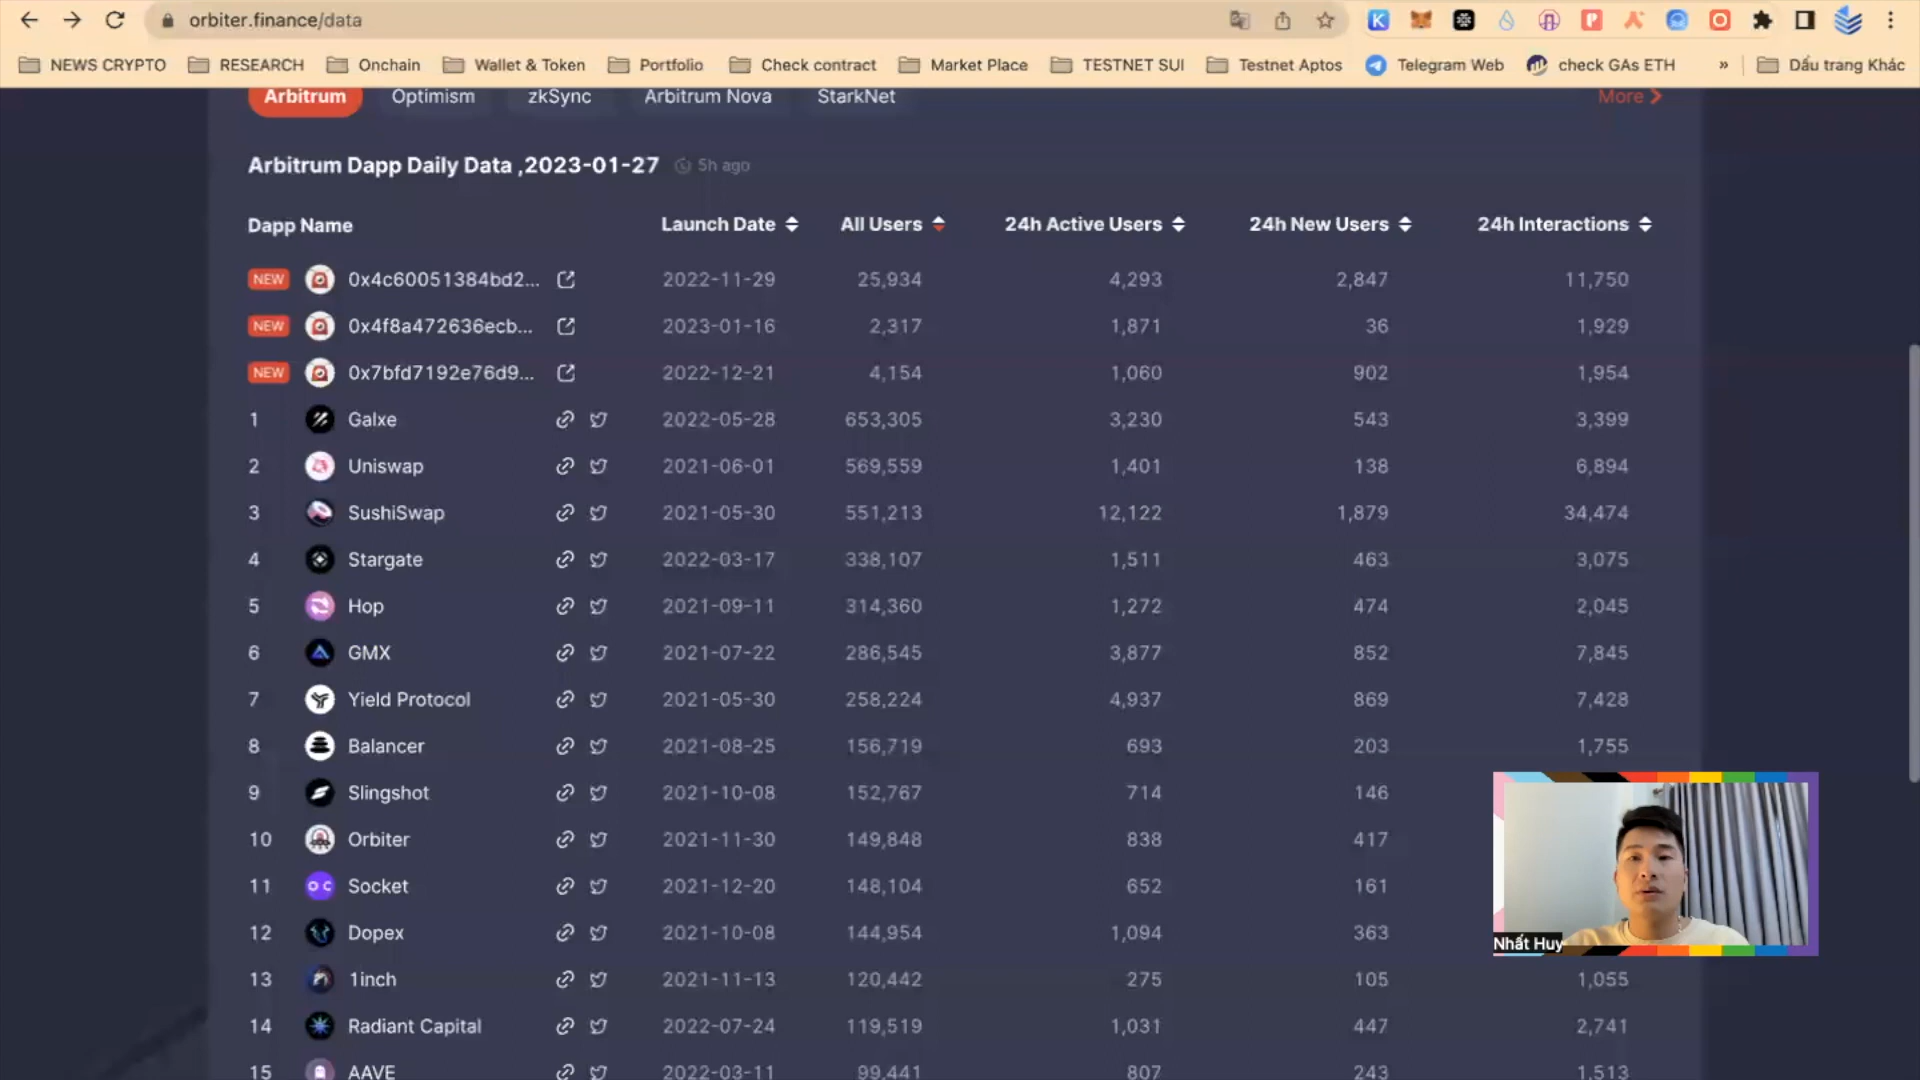 orbiter.finance/data
NEWS CRYPTO RESEARCH Onchain Wallet & Token Portfolio Check contract Market Place TESTNET SUI Testnet Aptos Telegram Web check GAs ETH » Dấu trang Khác
Arbitrum Optimism zkSync Arbitrum Nova StarkNet More
Arbitrum Dapp Daily Data ,2023-01-27 5h ago
Dapp Name Launch Date All Users 24h Active Users 24h New Users 24h Interactions
NEW 0x4c60051384bd2... 2022-11-29 25,934 4,293 2,847 11,750
NEW 0x4f8a472636ecb... 2023-01-16 2,317 1,871 36 1,929
NEW 0x7bfd7192e76d9... 2022-12-21 4,154 1,060 902 1,954
1 Galxe 2022-05-28 653,305 3,230 543 3,399
2 Uniswap 2021-06-01 569,559 1,401 138 6,894
3 SushiSwap 2021-05-30 551,213 12,122 1,879 34,474
4 Stargate 2022-03-17 338,107 1,511 463 3,075
5 Hop 2021-09-11 314,360 1,272 474 2,045
6 GMX 2021-07-22 286,545 3,877 852 7,845
7 Yield Protocol 2021-05-30 258,224 4,937 869 7,428
8 Balancer 2021-08-25 156,719 693 203 1,755
9 Slingshot 2021-10-08 152,767 714 146
10 Orbiter 2021-11-30 149,848 838 417
11 Socket 2021-12-20 148,104 652 161
12 Dopex 2021-10-08 144,954 1,094 363
Nhất Huy
13 1inch 2021-11-13 120,442 275 105 1,055
14 Radiant Capital 2022-07-24 119,519 1,031 447 2,741
15 AAVE 2022-03-11 99,441 807 243 1,513